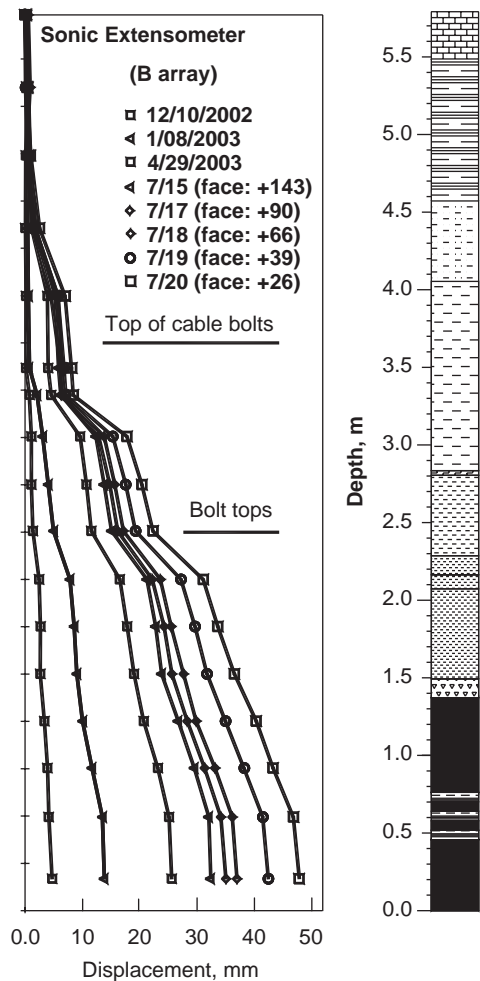 Sonic Extensometer
(B array)
12/10/2002
1/08/2003
4/29/2003
7/15 (face: +143)
7/17 (face: +90)
7/18 (face: +66)
7/19 (face: +39)
7/20 (face: +26)
Top of cable bolts
Bolt tops
0.0 10 20 30 40 50
Displacement, mm
Depth, m
5.5
5.0
4.5
4.0
3.5
3.0
2.5
2.0
1.5
1.0
0.5
0.0